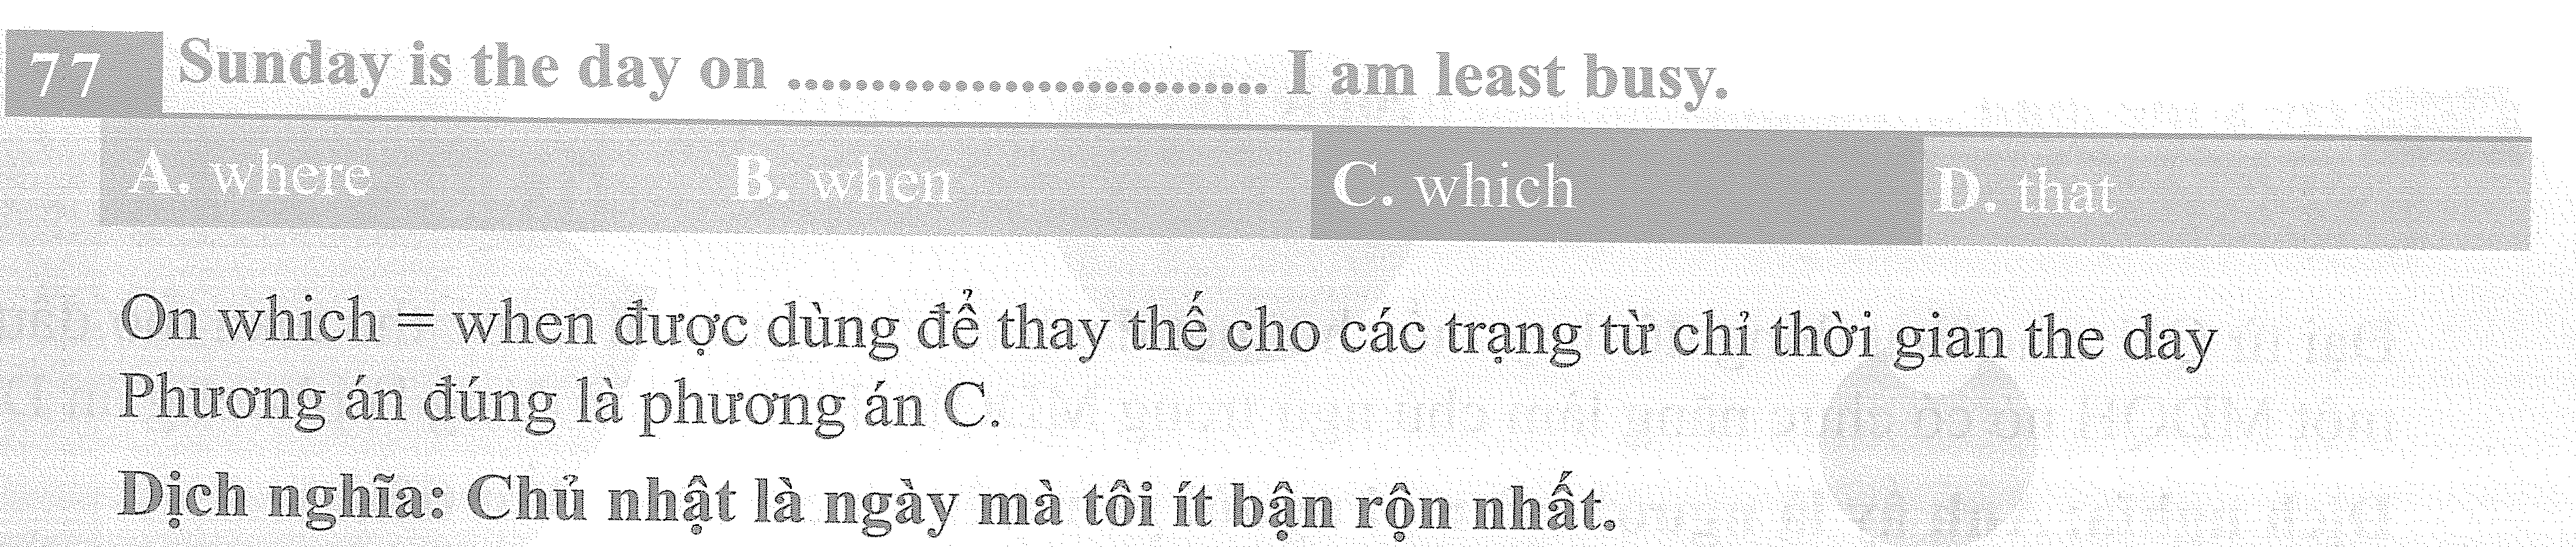 77 Sunday is the day on ............................ I am least busy.
A. where B. when C. which D. that
On which = when được dùng để thay thế cho các trạng từ chỉ thời gian the day
Phương án đúng là phương án C.
Dịch nghĩa: Chủ nhật là ngày mà tôi ít bận rộn nhất.